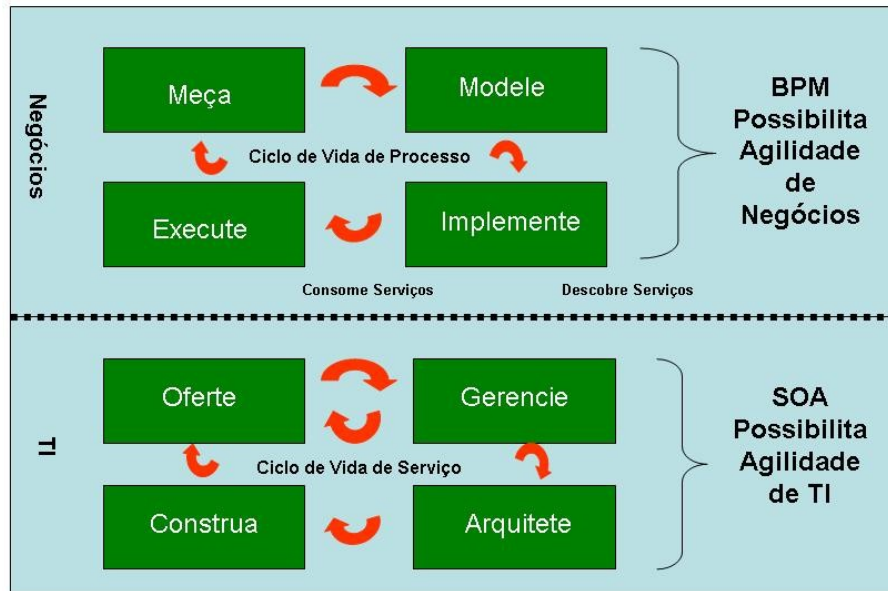 Negócios
Meça
Modele
Ciclo de Vida de Processo
Execute
Implemente
Consome Serviços
Descobre Serviços
BPM
Possibilita
Agilidade
de
Negócios
TI
Oferte
Gerencie
Ciclo de Vida de Serviço
Construa
Arquitete
SOA
Possibilita
Agilidade
de TI